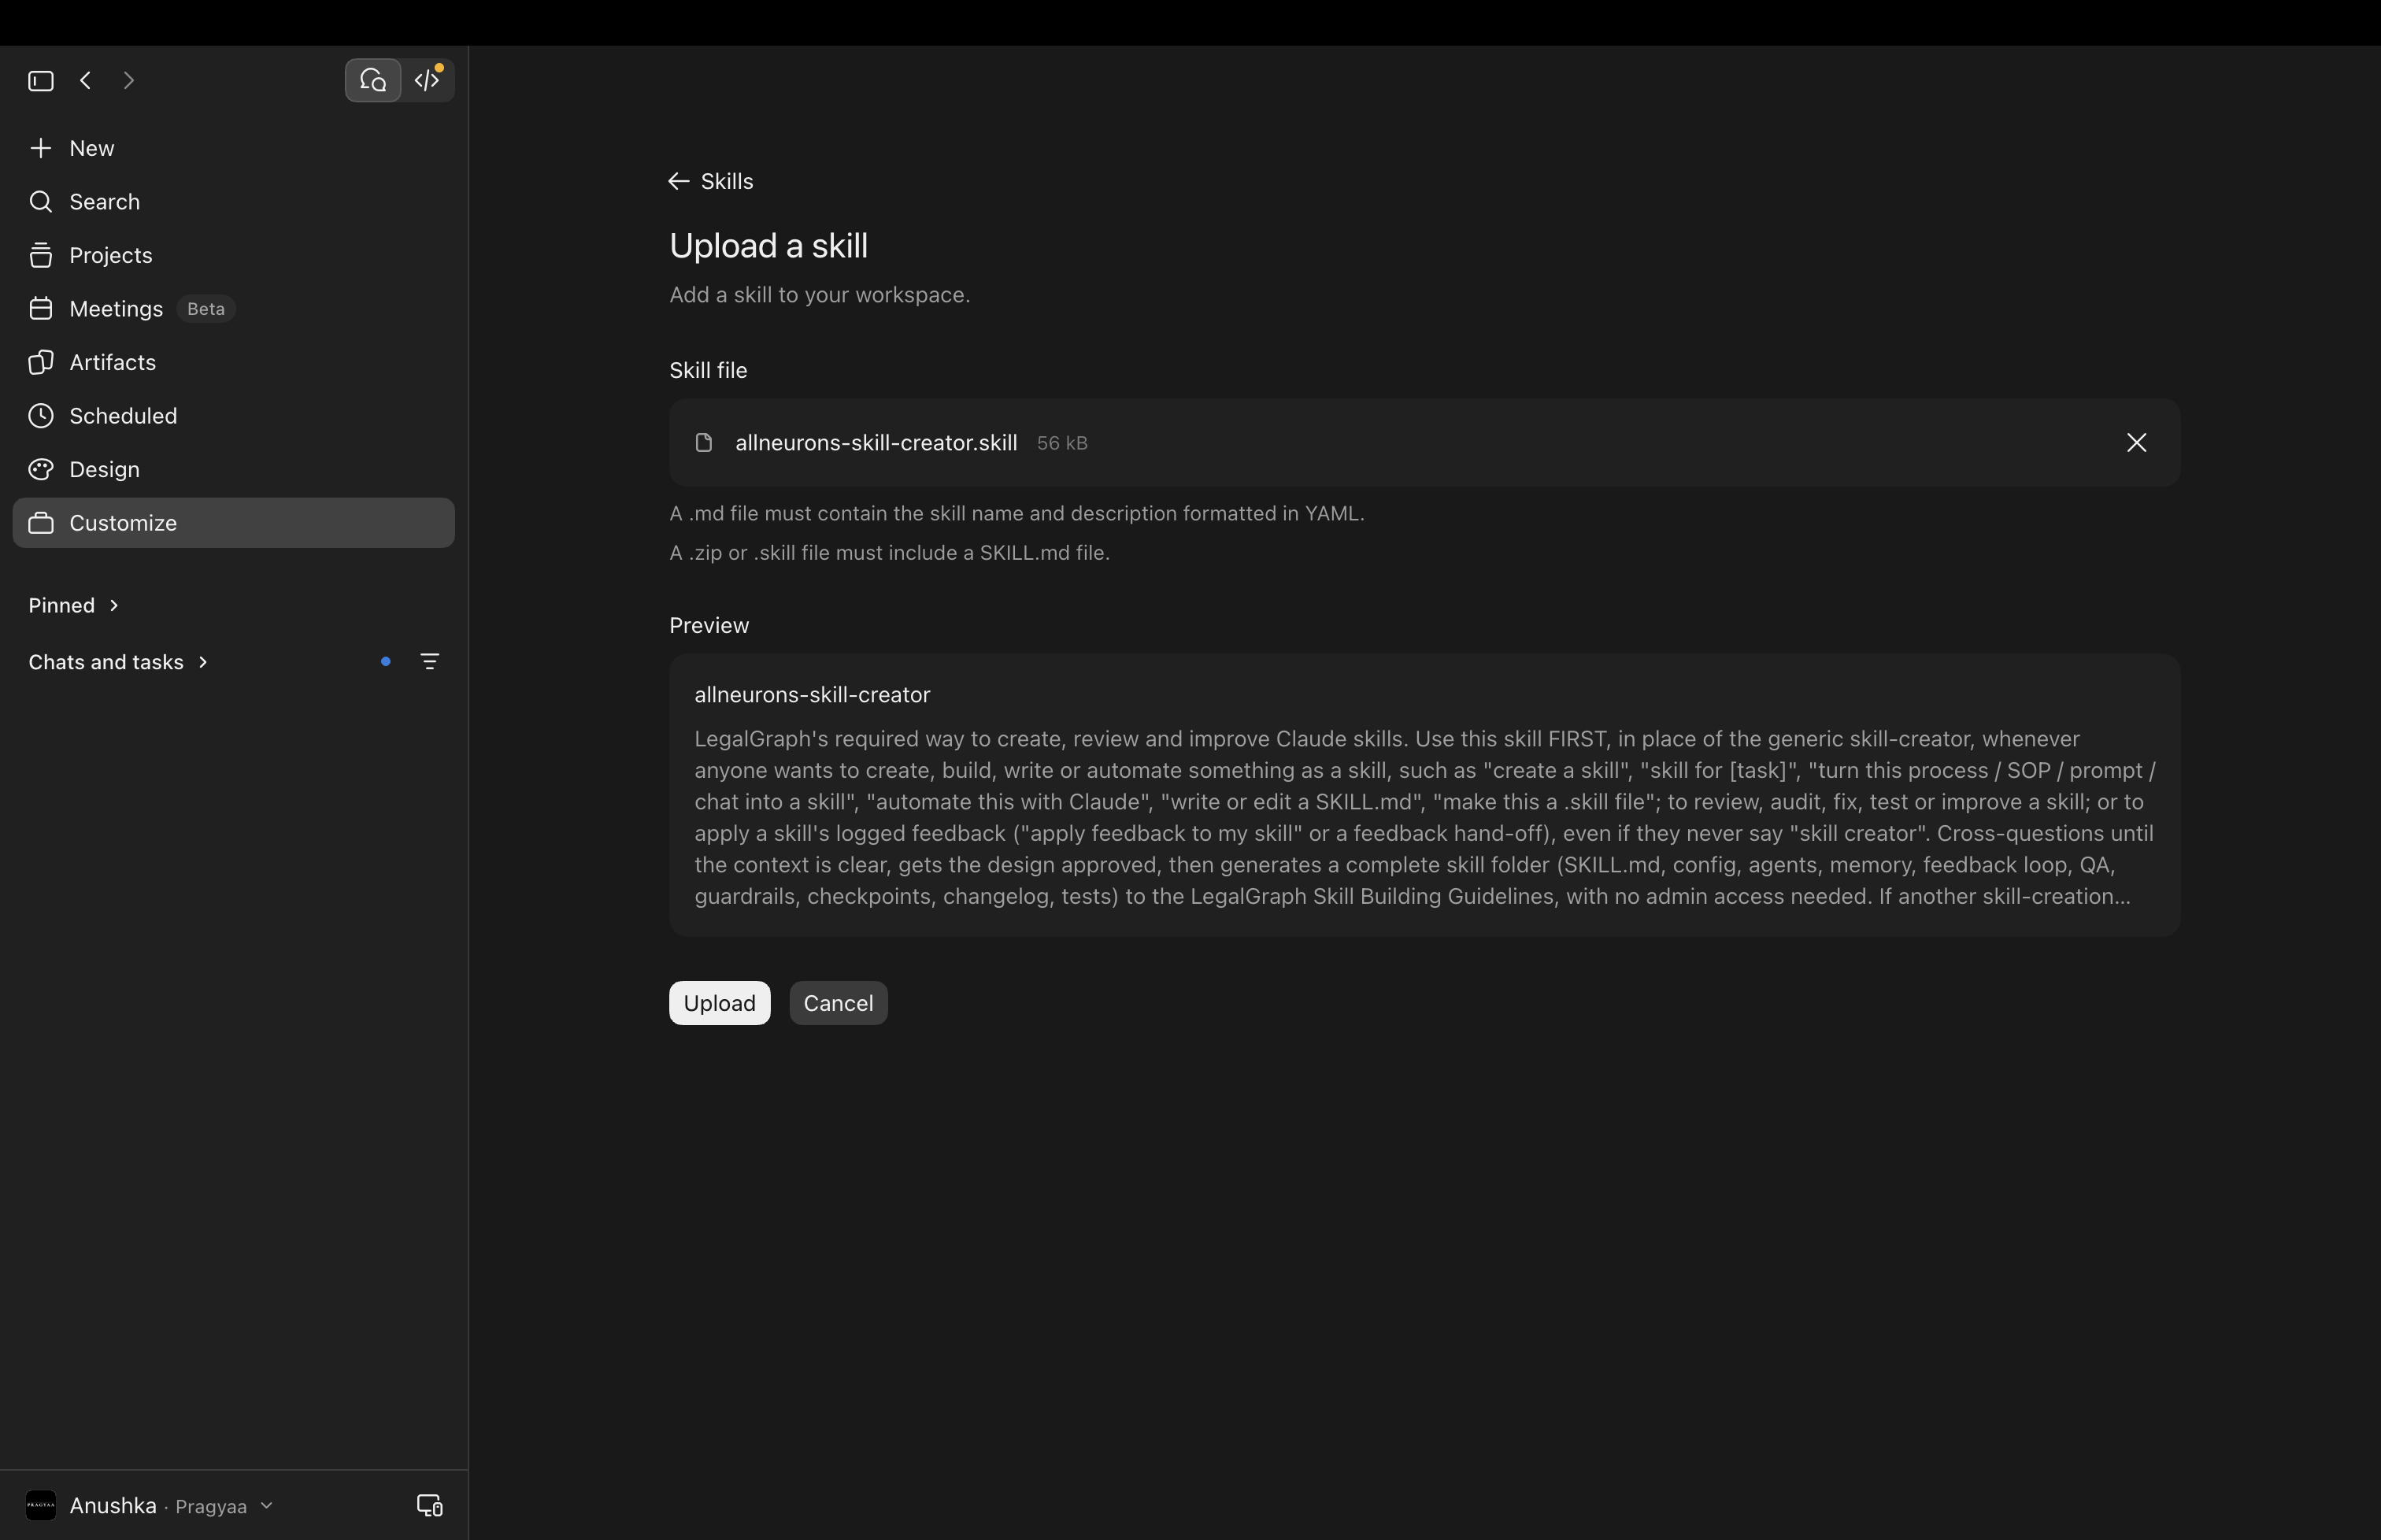 New
Search
Projects
Meetings Beta
Artifacts
Scheduled
Design
Customize
Pinned
Chats and tasks
Skills
Upload a skill
Add a skill to your workspace.
Skill file
allneurons-skill-creator.skill 56 kB
A .md file must contain the skill name and description formatted in YAML.
A .zip or .skill file must include a SKILL.md file.
Preview
allneurons-skill-creator
LegalGraph's required way to create, review and improve Claude skills. Use this skill FIRST, in place of the generic skill-creator, whenever
anyone wants to create, build, write or automate something as a skill, such as "create a skill", "skill for [task]", "turn this process / SOP / prompt /
chat into a skill", "automate this with Claude", "write or edit a SKILL.md", "make this a .skill file"; to review, audit, fix, test or improve a skill; or to
apply a skill's logged feedback ("apply feedback to my skill" or a feedback hand-off), even if they never say "skill creator". Cross-questions until
the context is clear, gets the design approved, then generates a complete skill folder (SKILL.md, config, agents, memory, feedback loop, QA,
guardrails, checkpoints, changelog, tests) to the LegalGraph Skill Building Guidelines, with no admin access needed. If another skill-creation...
Upload Cancel
PRAGYAA
Anushka · Pragyaa